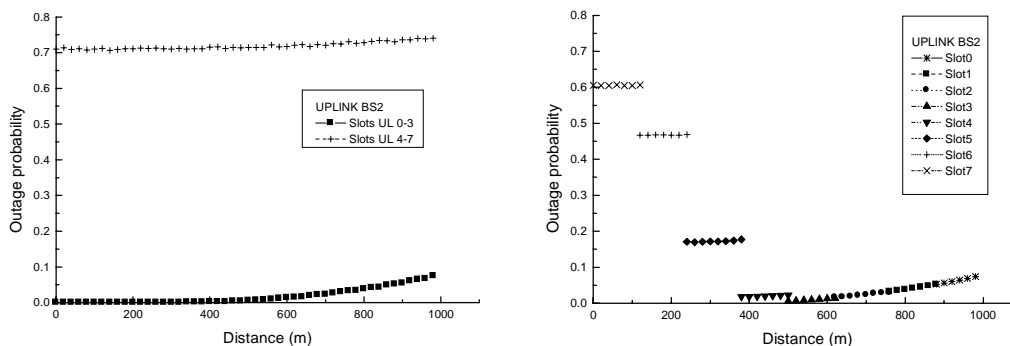 0.8
0.7
0.6
0.5
0.4
0.3
0.2
0.1
0.0
Outage probability
0 200 400 600 800 1000
Distance (m)
UPLINK BS2
Slots UL 0-3
Slots UL 4-7
0.8
0.7
0.6
0.5
0.4
0.3
0.2
0.1
0.0
Outage probability
0 200 400 600 800 1000
Distance (m)
UPLINK BS2
Slot0
Slot1
Slot2
Slot3
Slot4
Slot5
Slot6
Slot7